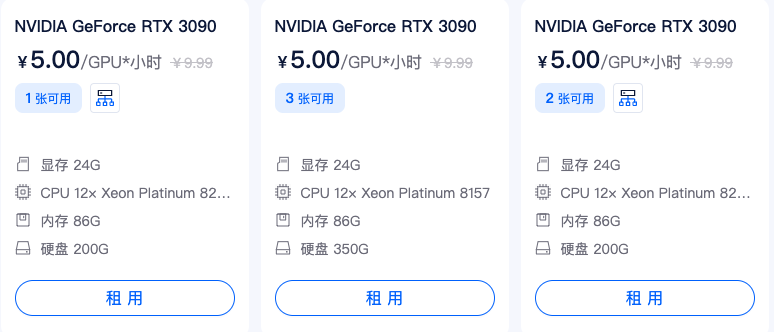 NVIDIA GeForce RTX 3090
¥5.00/GPU*小时 ¥9.99
1 张可用
显存 24G
CPU 12× Xeon Platinum 82...
内存 86G
硬盘 200G
租 用
NVIDIA GeForce RTX 3090
¥5.00/GPU*小时 ¥9.99
3 张可用
显存 24G
CPU 12× Xeon Platinum 8157
内存 86G
硬盘 350G
租 用
NVIDIA GeForce RTX 3090
¥5.00/GPU*小时 ¥9.99
2 张可用
显存 24G
CPU 12× Xeon Platinum 82...
内存 86G
硬盘 200G
租 用